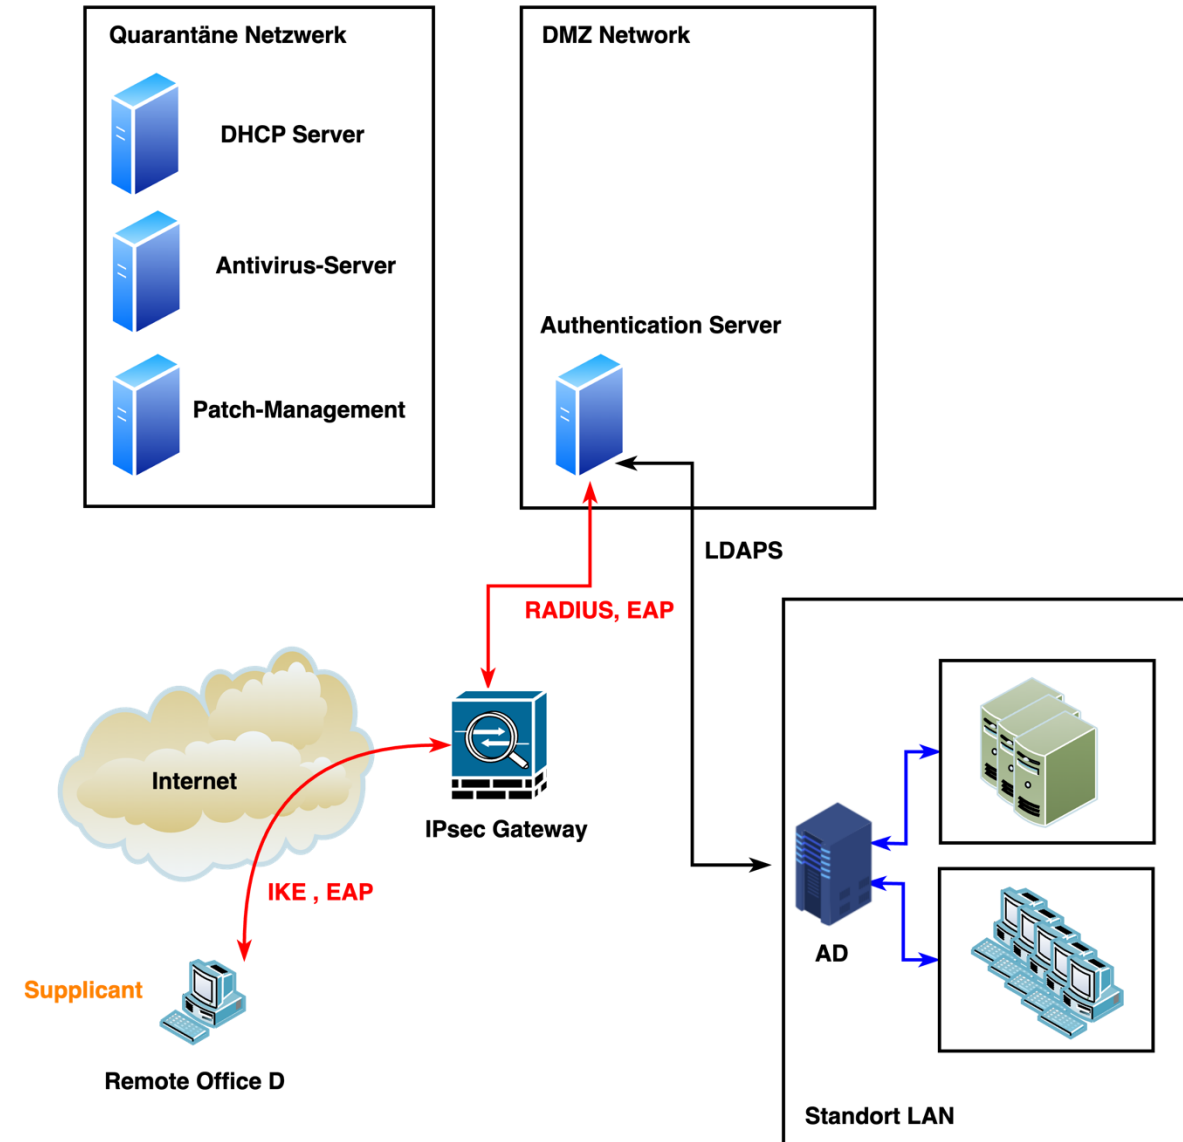 Quarantäne Netzwerk
DHCP Server
Antivirus-Server
Patch-Management
DMZ Network
Authentication Server
LDAPS
RADIUS, EAP
Internet
IPsec Gateway
IKE , EAP
Supplicant
Remote Office D
AD
Standort LAN